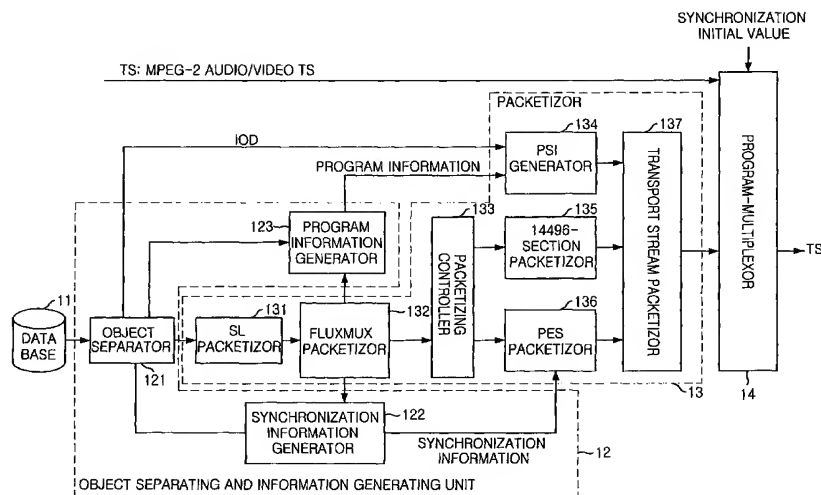 SYNCHRONIZATION
INITIAL VALUE
TS: MPEG-2 AUDIO/VIDEO TS
PACKETIZOR
134
137
IOD
PSI
GENERATOR
PROGRAM INFORMATION
133
135
123
PROGRAM
INFORMATION
GENERATOR
14496-
SECTION
PACKETIZOR
TRANSPORT STREAM PACKETIZOR
PROGRAM-MULTIPLEXOR
TS
PACKETIZING
CONTROLLER
11
131
132
136
DATA
BASE
OBJECT
SEPARATOR
SL
PACKETIZOR
FLUXMUX
PACKETIZOR
PES
PACKETIZOR
121
13
14
122
SYNCHRONIZATION
INFORMATION
GENERATOR
SYNCHRONIZATION
INFORMATION
12
OBJECT SEPARATING AND INFORMATION GENERATING UNIT